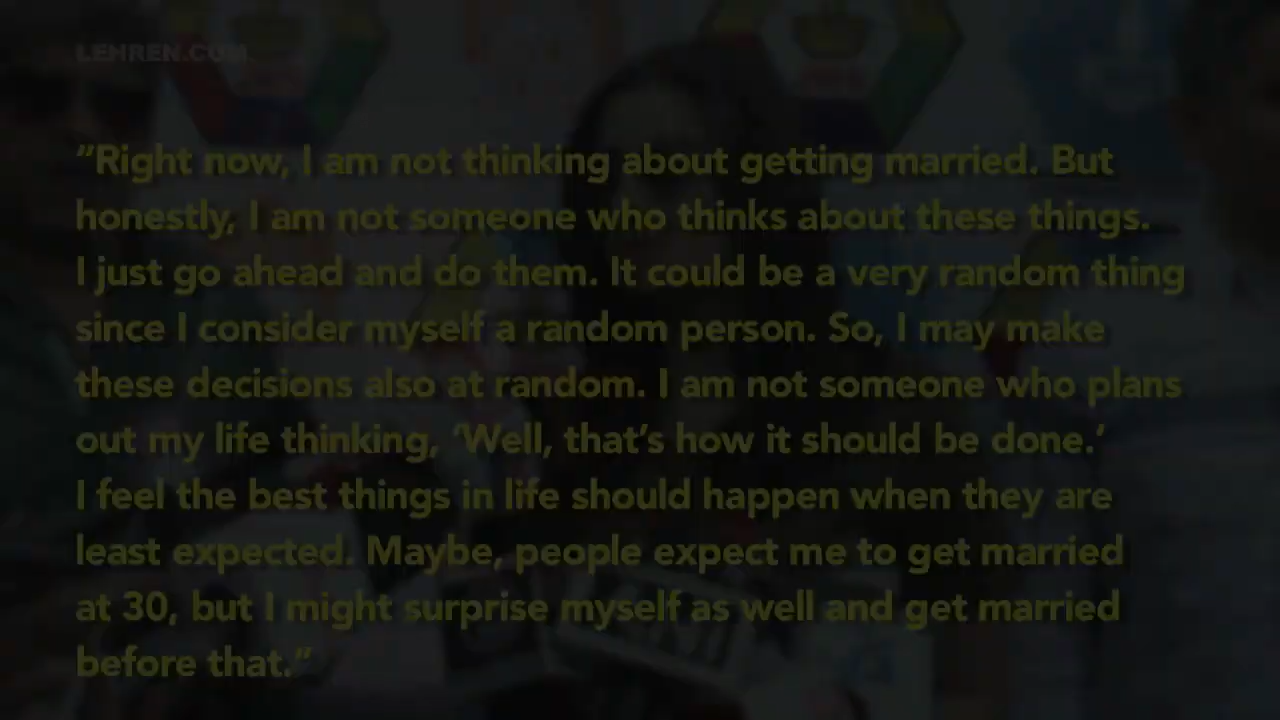 LEHREN.COM
“Right now, I am not thinking about getting married. But
honestly, I am not someone who thinks about these things.
I just go ahead and do them. It could be a very random thing
since I consider myself a random person. So, I may make
these decisions also at random. I am not someone who plans
out my life thinking, ‘Well, that’s how it should be done.’
I feel the best things in life should happen when they are
least expected. Maybe, people expect me to get married
at 30, but I might surprise myself as well and get married
before that.”